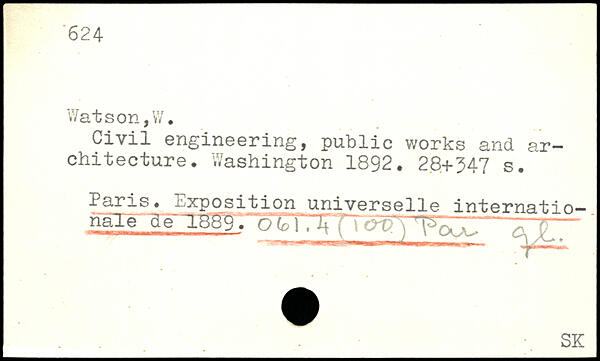 624
Watson,W.
Civil engineering, public works and ar-
chitecture. Washington 1892. 28+347 s.
Paris. Exposition universelle internatio-
nale de 1889. 061.4 (100) Par gl.
SK